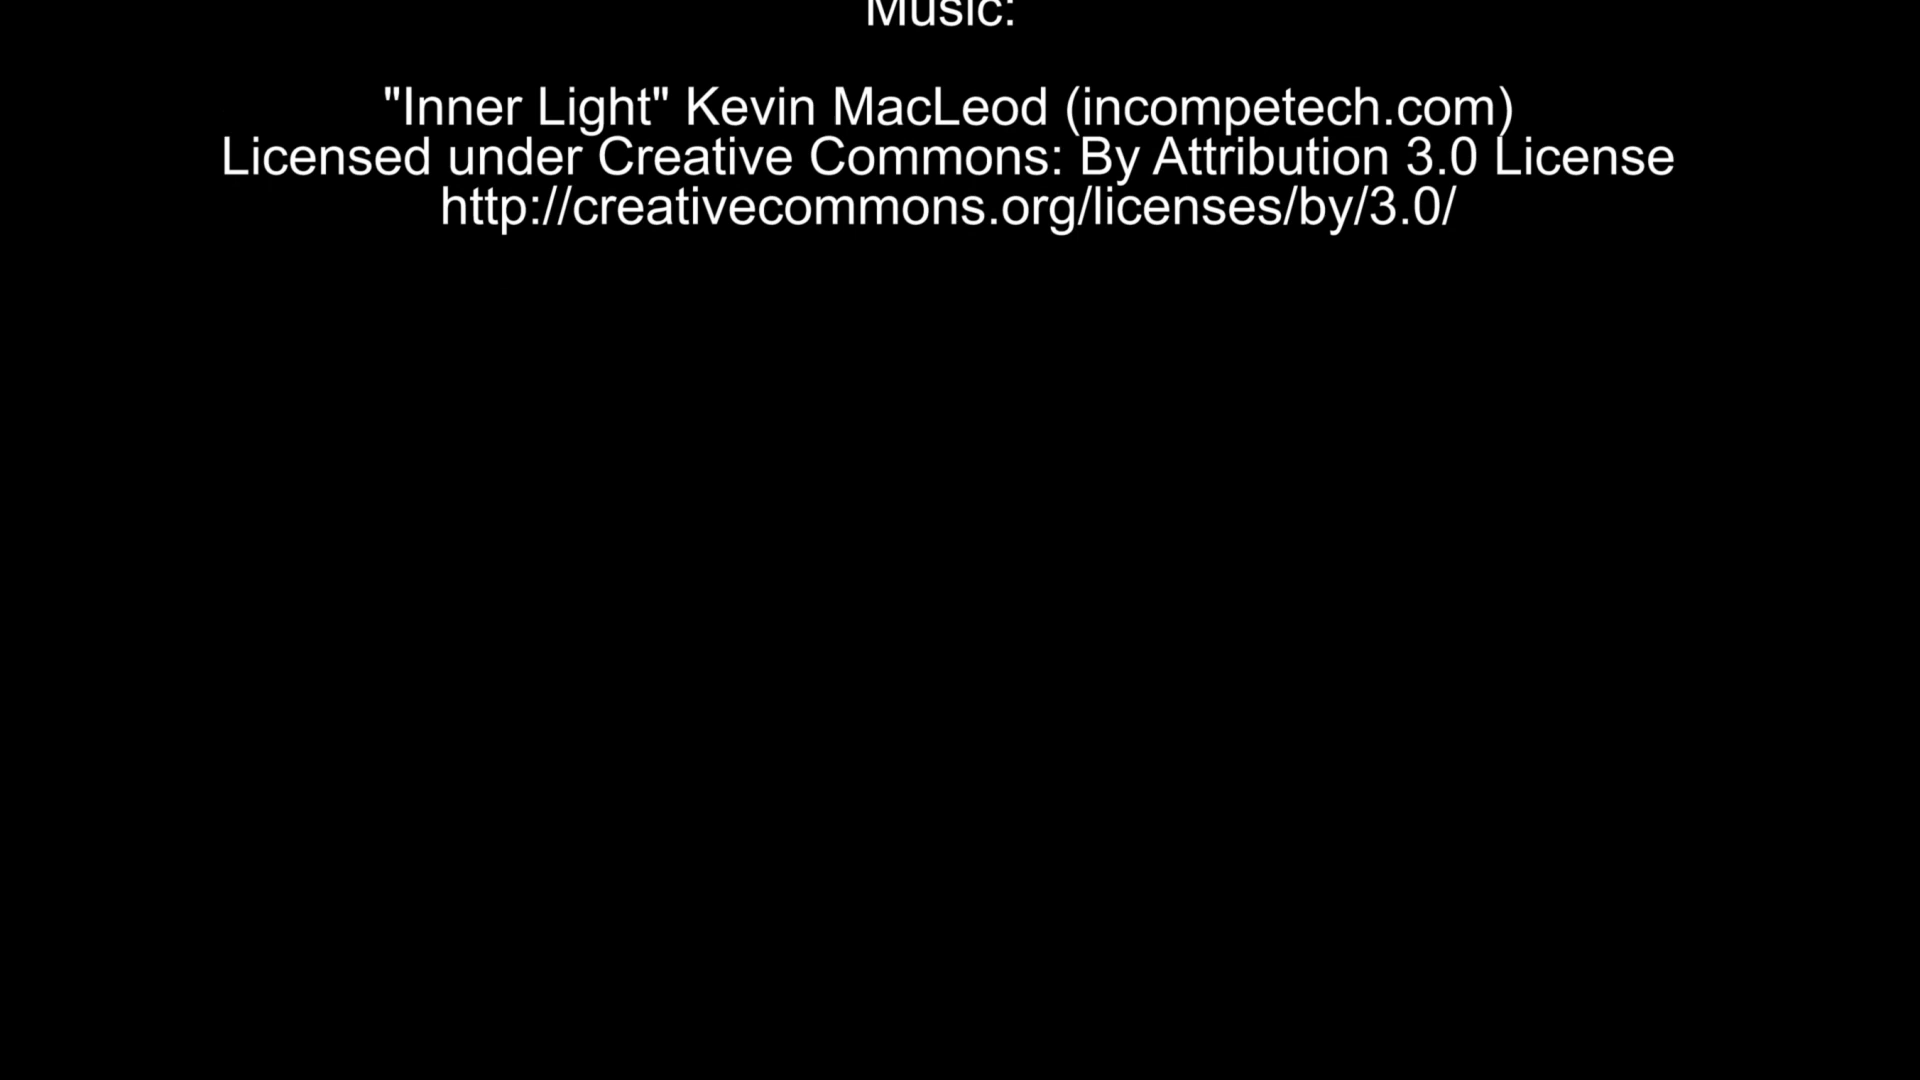 Music:
"Inner Light" Kevin MacLeod (incompetech.com)
Licensed under Creative Commons: By Attribution 3.0 License
http://creativecommons.org/licenses/by/3.0/